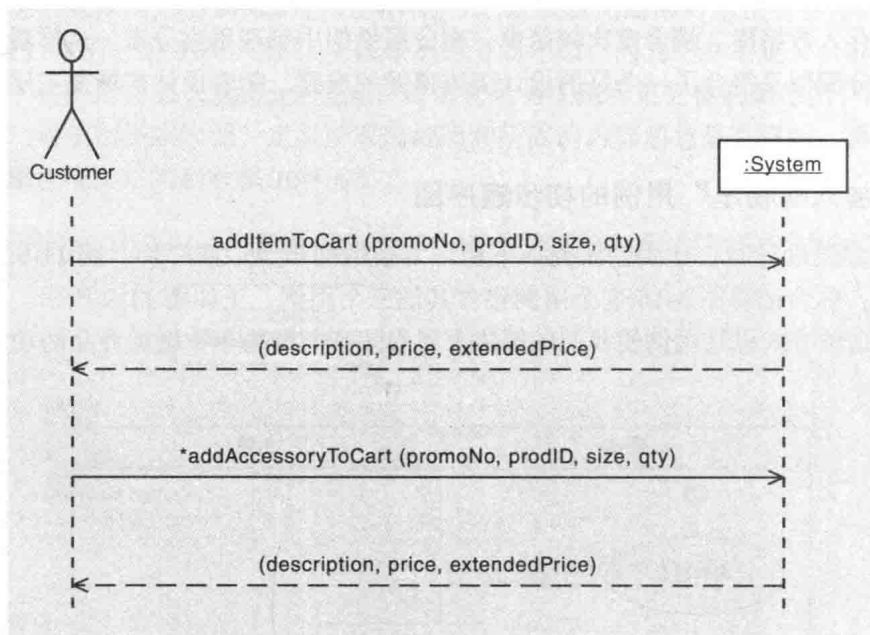 Customer
:System
addItemToCart (promoNo, prodID, size, qty)
(description, price, extendedPrice)
*addAccessoryToCart (promoNo, prodID, size, qty)
(description, price, extendedPrice)